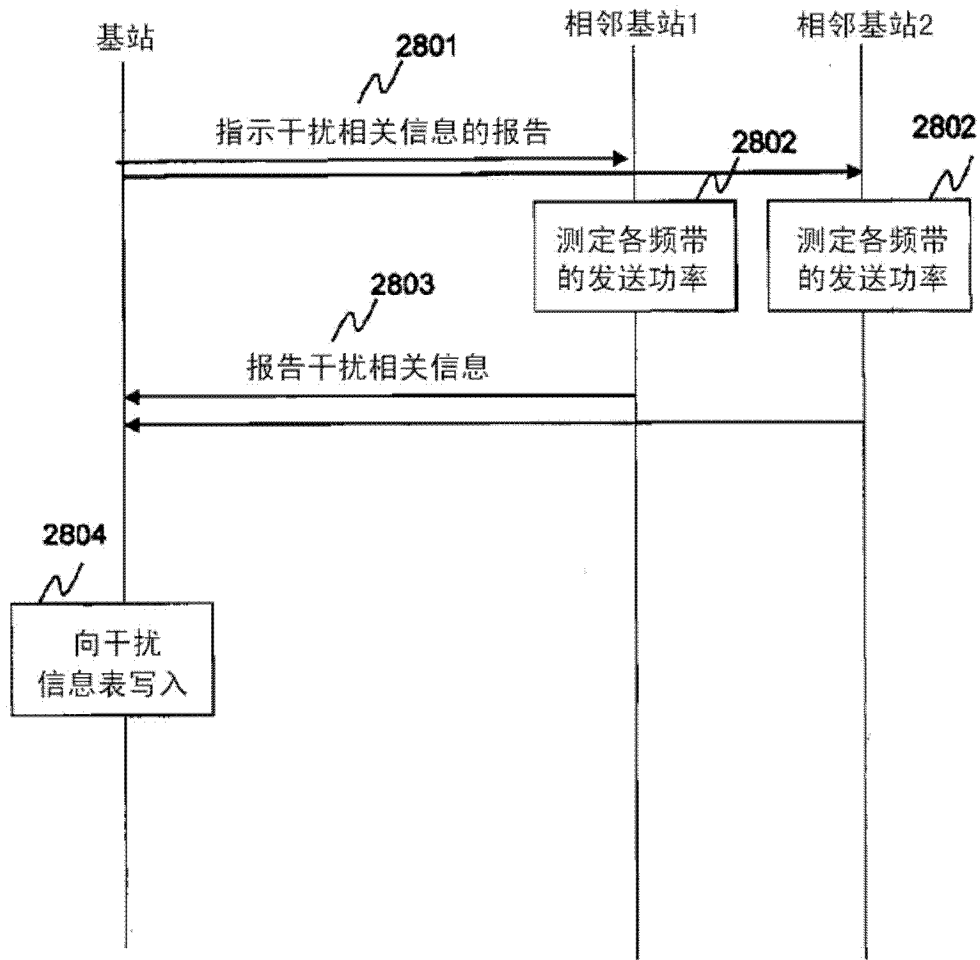 基站
相邻基站1
相邻基站2
2801
指示干扰相关信息的报告
2802
2802
测定各频带
的发送功率
测定各频带
的发送功率
2803
报告干扰相关信息
2804
向干扰
信息表写入